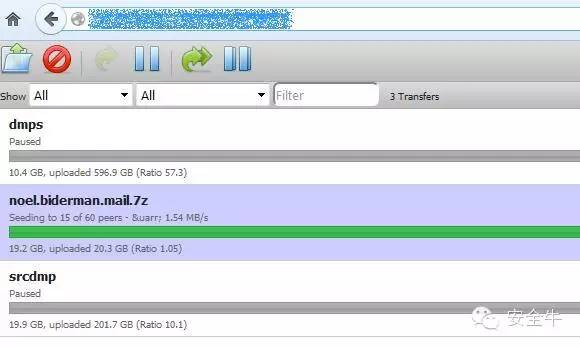 Show All All Filter 3 Transfers
dmps
Paused
10.4 GB, uploaded 596.9 GB (Ratio 57.3)
noel.biderman.mail.7z
Seeding to 15 of 60 peers - &uarr; 1.54 MB/s
19.2 GB, uploaded 20.3 GB (Ratio 1.05)
srcdmp
Paused
19.9 GB, uploaded 201.7 GB (Ratio 10.1)
安全牛